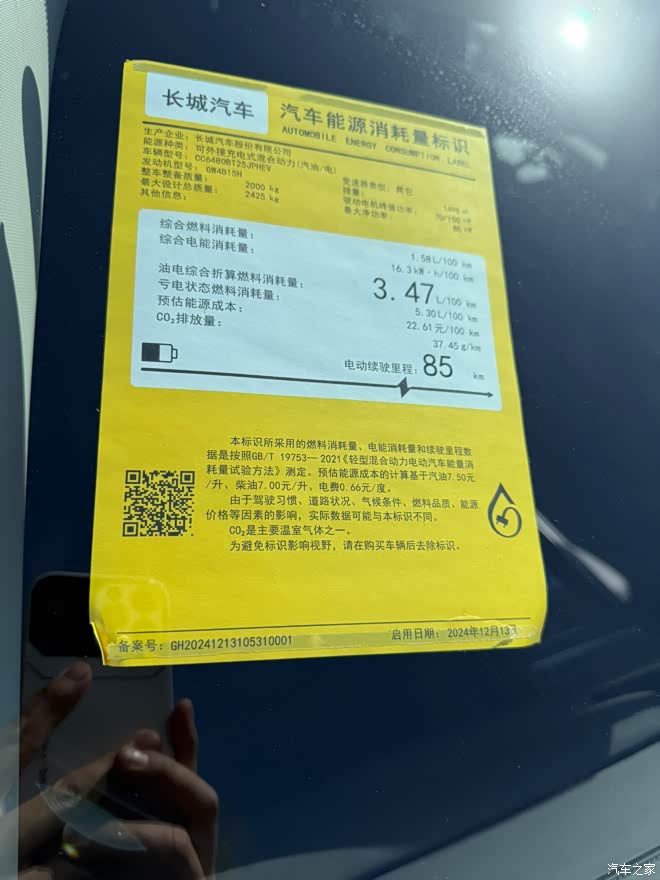 长城汽车
汽车能源消耗量标识
AUTOMOBILE ENERGY CONSUMPTION LABEL
生产企业：长城汽车股份有限公司
能源种类：可外接充电式混合动力(汽油/电)
车辆型号：CC6480BT25JPHEV
变速器类型：其它
发动机型号：GW4B15H
排量：
整车整备质量：2000 kg
驱动电机峰值功率：
最大设计总质量：2425 kg
最大净功率：
其他信息：
综合燃料消耗量：1.58 L/100 km
综合电能消耗量：16.3 kW·h/100 km
油电综合折算燃料消耗量：3.47 L/100 km
亏电状态燃料消耗量：5.30 L/100 km
预估能源成本：22.61 元/100 km
CO₂排放量：37.45 g/km
电动续驶里程：85 km
本标识所采用的燃料消耗量、电能消耗量和续驶里程数
据是按照GB/T 19753—2021《轻型混合动力电动汽车能量消
耗量试验方法》测定。预估能源成本的计算基于汽油7.50元
/升、柴油7.00元/升、电费0.66元/度。
由于驾驶习惯、道路状况、气候条件、燃料品质、能源
价格等因素的影响，实际数据可能与本标识不同。
CO₂是主要温室气体之一。
为避免标识影响视野，请在购买车辆后去除标识。
备案号：GH20241213105310001
启用日期：2024年12月13日
汽车之家